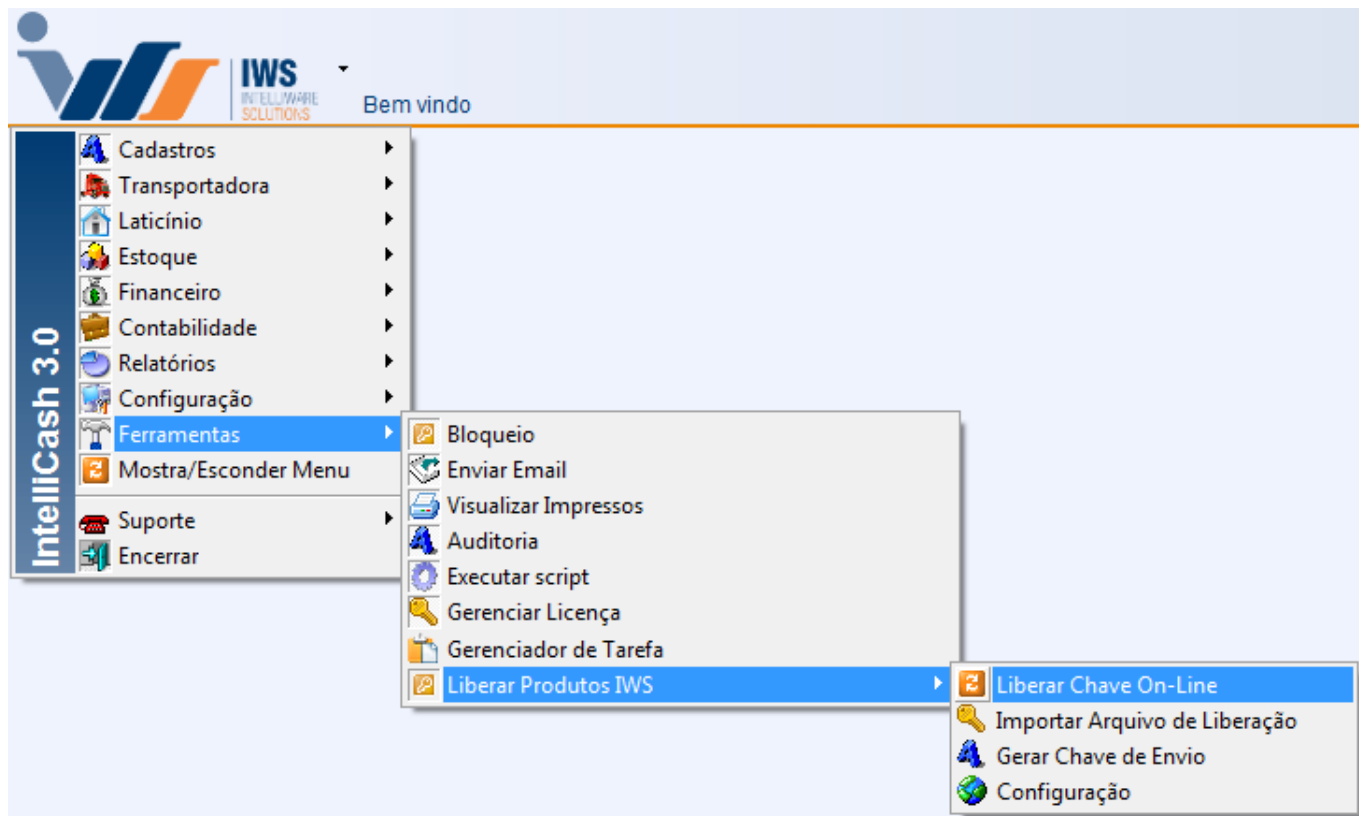 IWS
INTELLIWARE
SOLUTIONS
Bem vindo
IntelliCash 3.0
Cadastros
Transportadora
Laticínio
Estoque
Financeiro
Contabilidade
Relatórios
Configuração
Ferramentas
Mostra/Esconder Menu
Suporte
Encerrar
Bloqueio
Enviar Email
Visualizar Impressos
Auditoria
Executar script
Gerenciar Licença
Gerenciador de Tarefa
Liberar Produtos IWS
Liberar Chave On-Line
Importar Arquivo de Liberação
Gerar Chave de Envio
Configuração